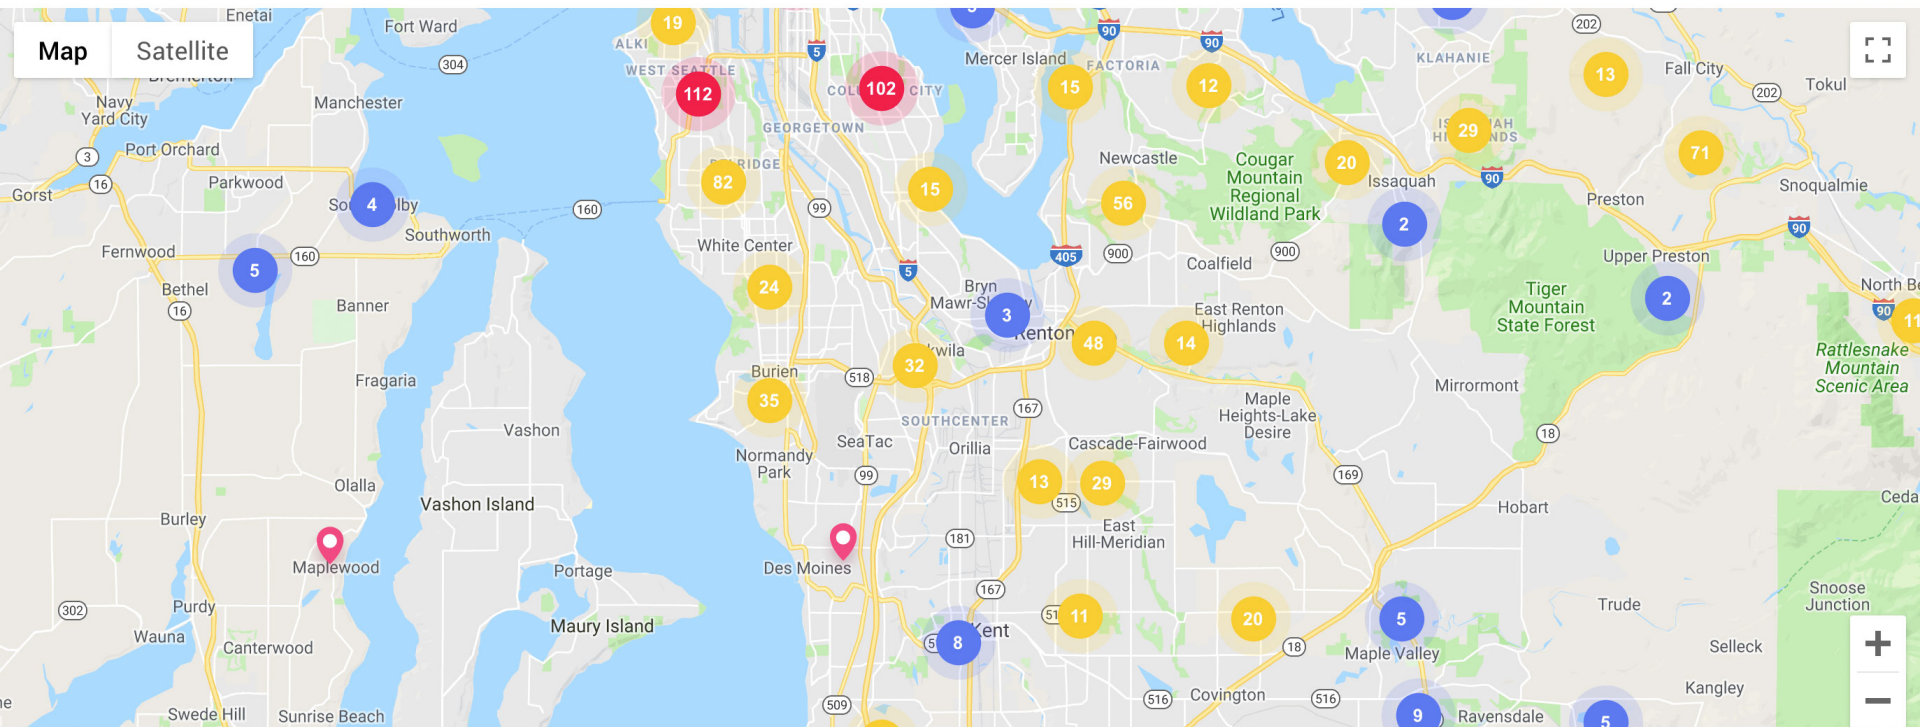 Map
Satellite
Enetai
Fort Ward
19
ALKI
5
3
90
90
202
304
WEST SEATTLE
Mercer Island
FACTORIA
KLAHANIE
13
Fall City
Bremerton
112
102
CITY
15
12
202
Tokul
Navy
Yard City
Manchester
GEORGETOWN
29
Port Orchard
3
Newcastle
Cougar
Mountain
Regional
Wildland Park
20
71
16
Parkwood
82
15
Issaquah
90
Snoqualmie
Gorst
4
160
99
56
2
Preston
Southworth
White Center
900
900
90
Fernwood
160
5
405
Coalfield
Upper Preston
5
Bethel
24
Bryn
Mawr-
2
North Be
16
Banner
3
East Renton
Highlands
Tiger
Mountain
State Forest
90
11
Renton
48
14
32
Rattlesnake
Mountain
Scenic Area
Fragaria
Burien
518
Mirrormont
35
167
Maple
Heights-Lake
Desire
SOUTHCENTER
Vashon
SeaTac
Orillia
Cascade-Fairwood
18
Normandy
Park
99
13
29
169
Olalla
Vashon Island
515
Hobart
Ceda
Burley
East
Hill-Meridian
181
Maplewood
Des Moines
Portage
167
Snoose
Junction
302
Purdy
Trude
Wauna
Maury Island
11
20
5
Canterwood
8
Kent
18
Maple Valley
Selleck
Swede Hill
Sunrise Beach
509
516
Covington
516
9
Ravensdale
5
Kangley